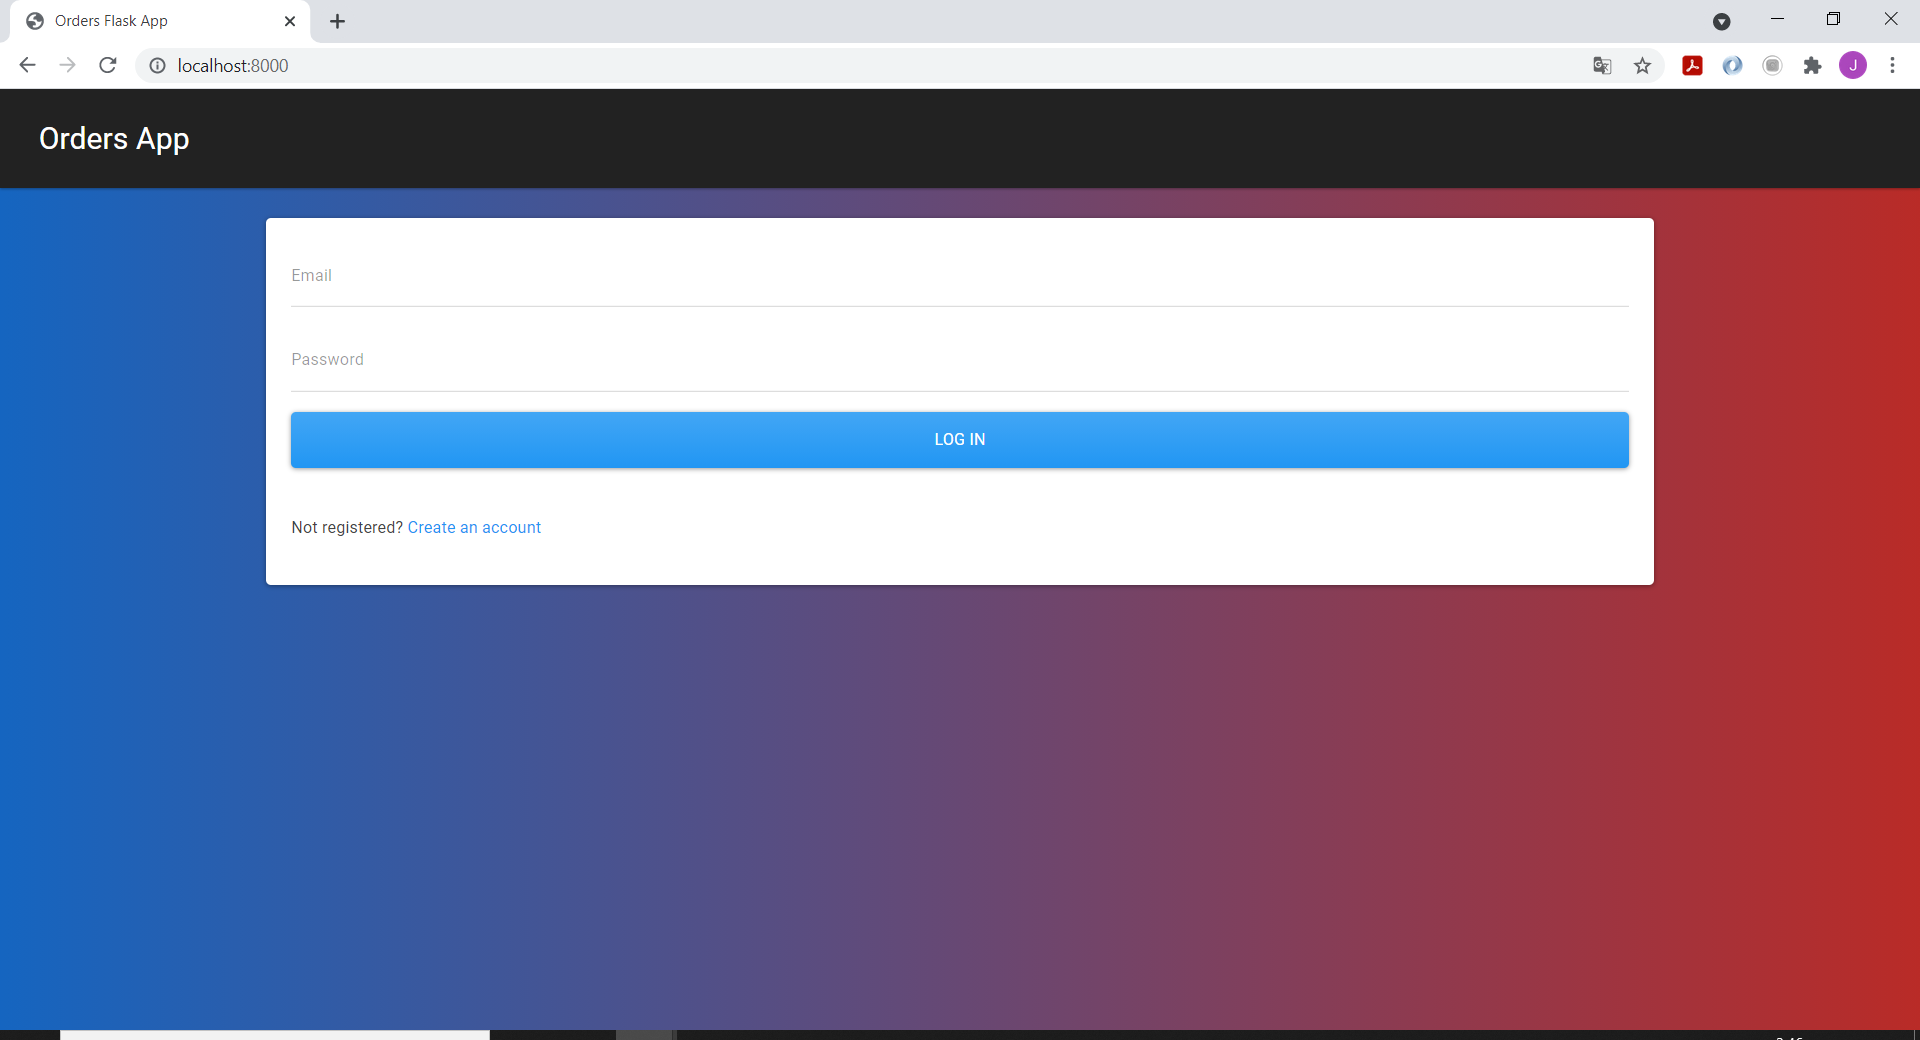 Orders Flask App
localhost:8000
J
Orders App
Email
Password
LOG IN
Not registered? Create an account